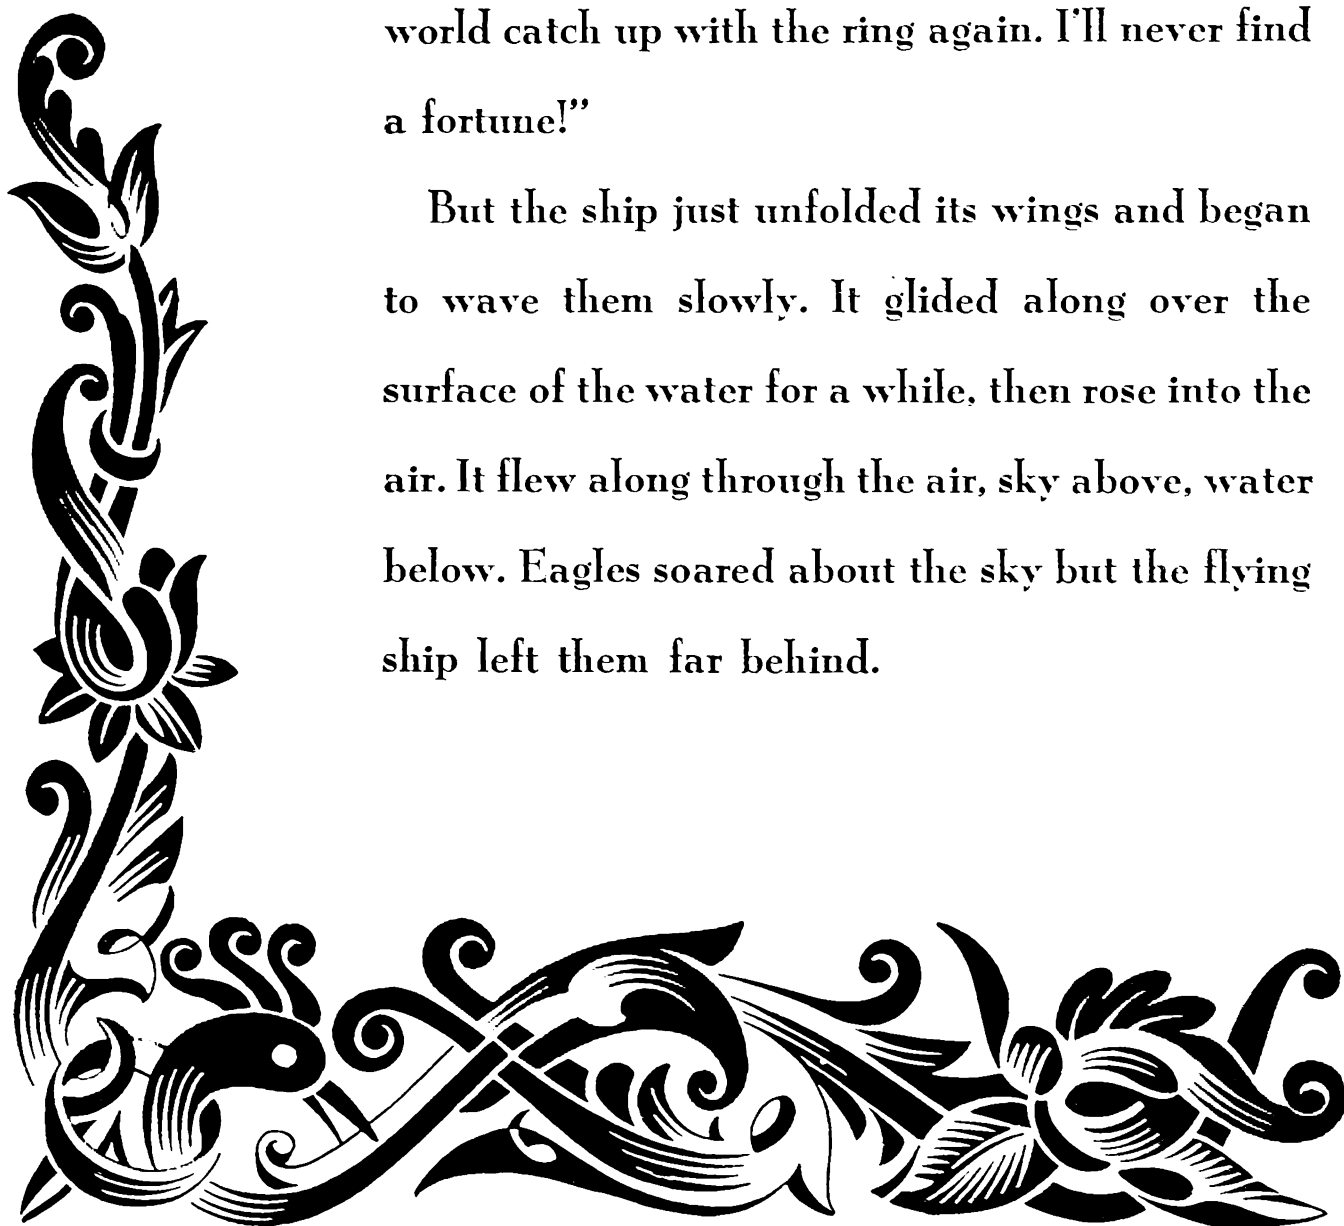 world catch up with the ring again. I'll never find
a fortune!”
But the ship just unfolded its wings and began
to wave them slowly. It glided along over the
surface of the water for a while, then rose into the
air. It flew along through the air, sky above, water
below. Eagles soared about the sky but the flying
ship left them far behind.